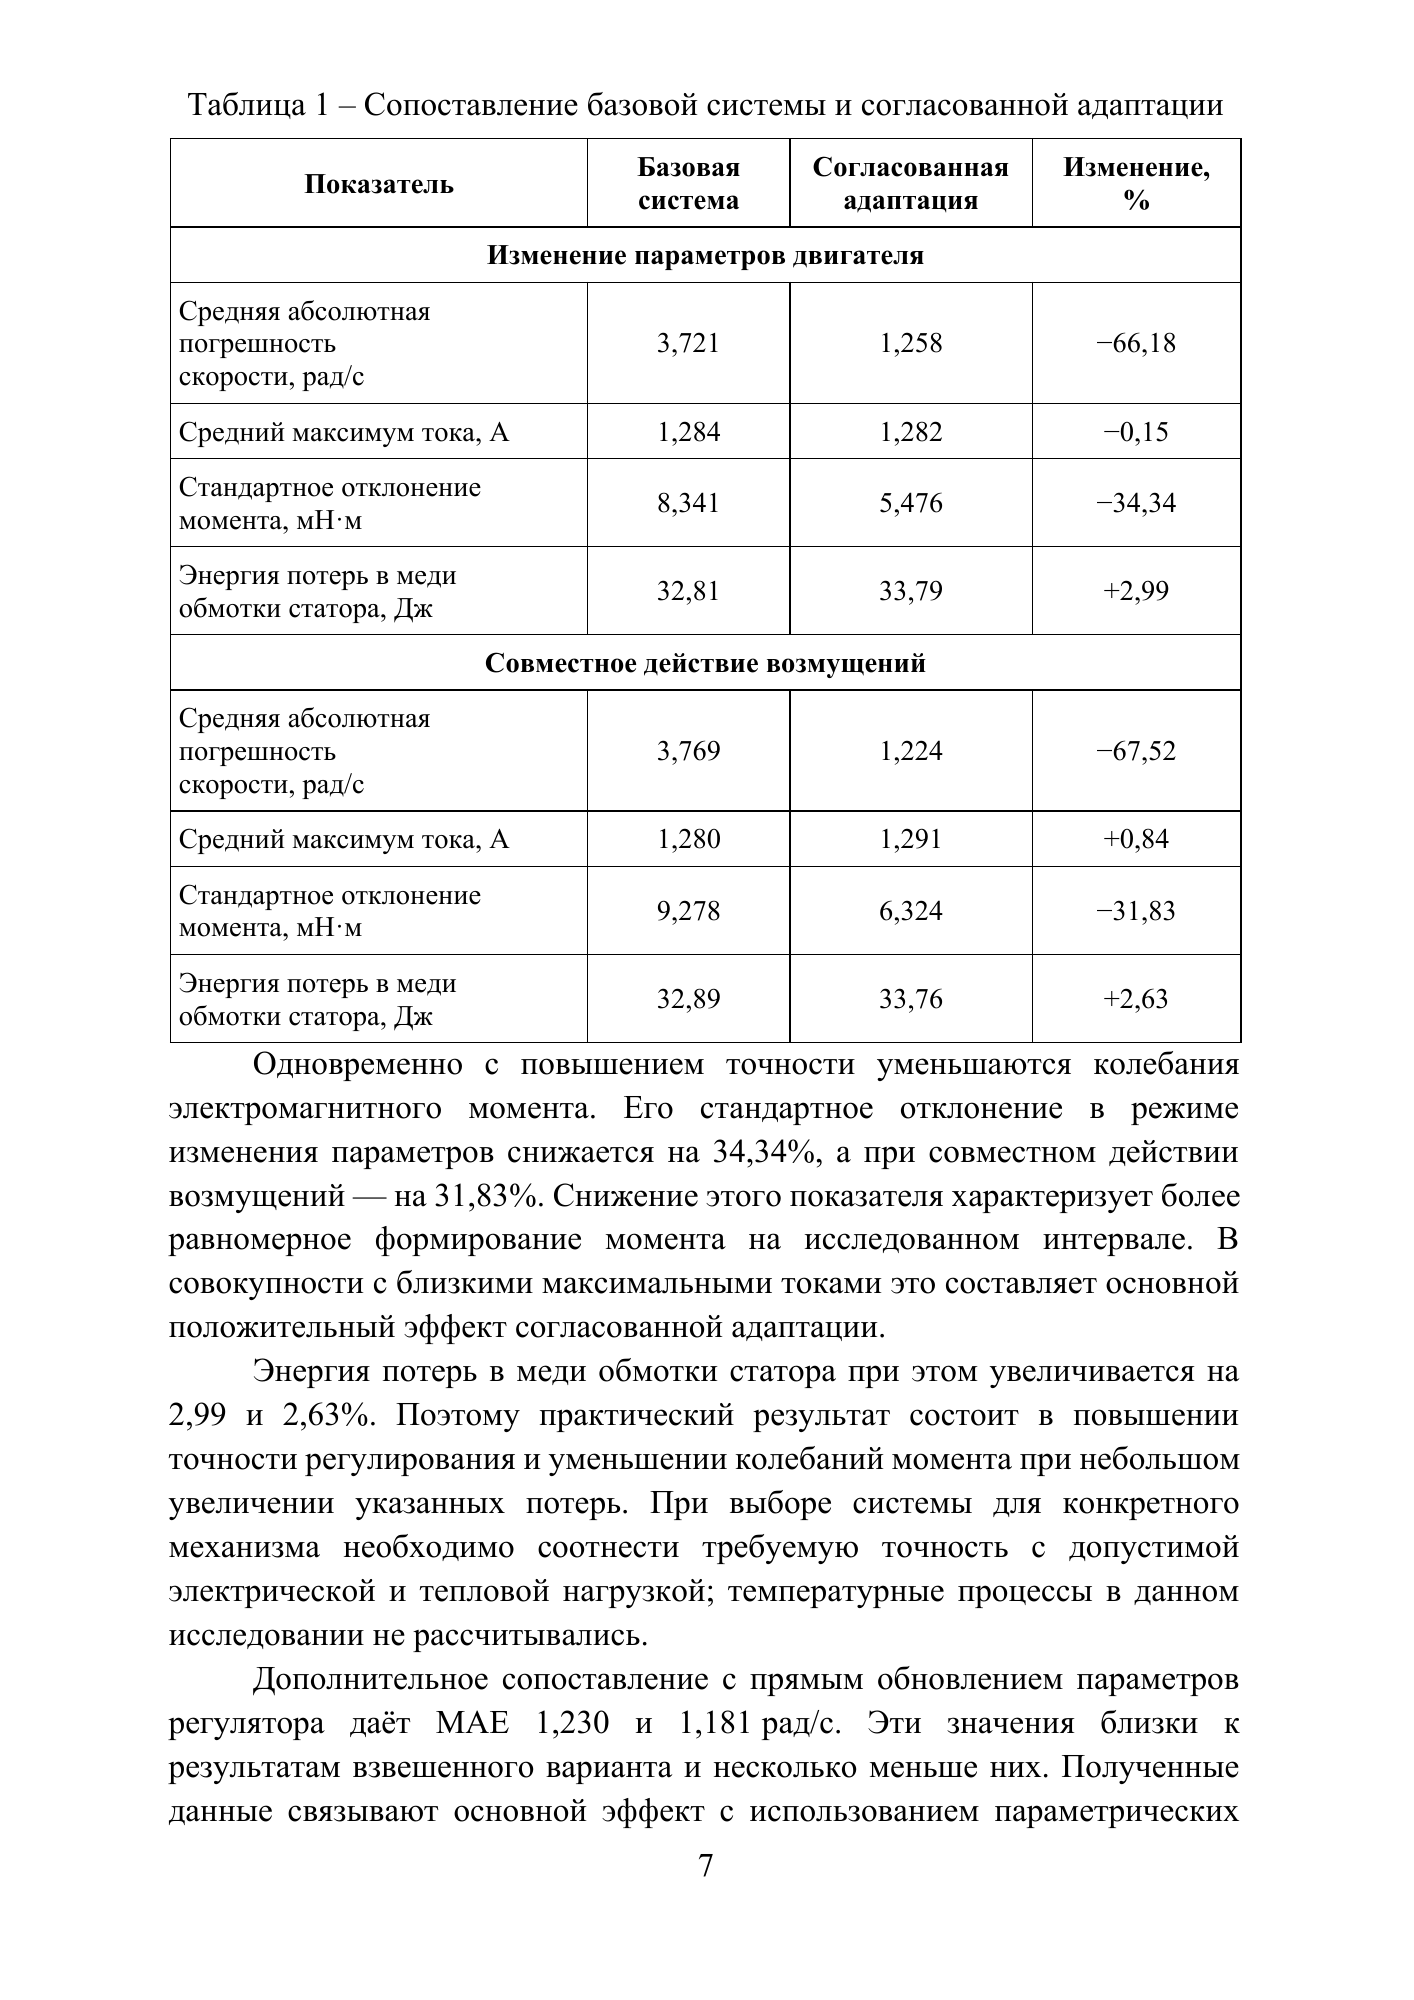 Таблица 1 – Сопоставление базовой системы и согласованной адаптации
Показатель
Базовая
система
Согласованная
адаптация
Изменение,
%
Изменение параметров двигателя
Средняя абсолютная
погрешность
скорости, рад/с
3,721
1,258
−66,18
Средний максимум тока, А
1,284
1,282
−0,15
Стандартное отклонение
момента, мН·м
8,341
5,476
−34,34
Энергия потерь в меди
обмотки статора, Дж
32,81
33,79
+2,99
Совместное действие возмущений
Средняя абсолютная
погрешность
скорости, рад/с
3,769
1,224
−67,52
Средний максимум тока, А
1,280
1,291
+0,84
Стандартное отклонение
момента, мН·м
9,278
6,324
−31,83
Энергия потерь в меди
обмотки статора, Дж
32,89
33,76
+2,63
Одновременно с повышением точности уменьшаются колебания
электромагнитного момента. Его стандартное отклонение в режиме
изменения параметров снижается на 34,34%, а при совместном действии
возмущений — на 31,83%. Снижение этого показателя характеризует более
равномерное формирование момента на исследованном интервале. В
совокупности с близкими максимальными токами это составляет основной
положительный эффект согласованной адаптации.
Энергия потерь в меди обмотки статора при этом увеличивается на
2,99 и 2,63%. Поэтому практический результат состоит в повышении
точности регулирования и уменьшении колебаний момента при небольшом
увеличении указанных потерь. При выборе системы для конкретного
механизма необходимо соотнести требуемую точность с допустимой
электрической и тепловой нагрузкой; температурные процессы в данном
исследовании не рассчитывались.
Дополнительное сопоставление с прямым обновлением параметров
регулятора даёт MAE 1,230 и 1,181 рад/с. Эти значения близки к
результатам взвешенного варианта и несколько меньше них. Полученные
данные связывают основной эффект с использованием параметрических
7